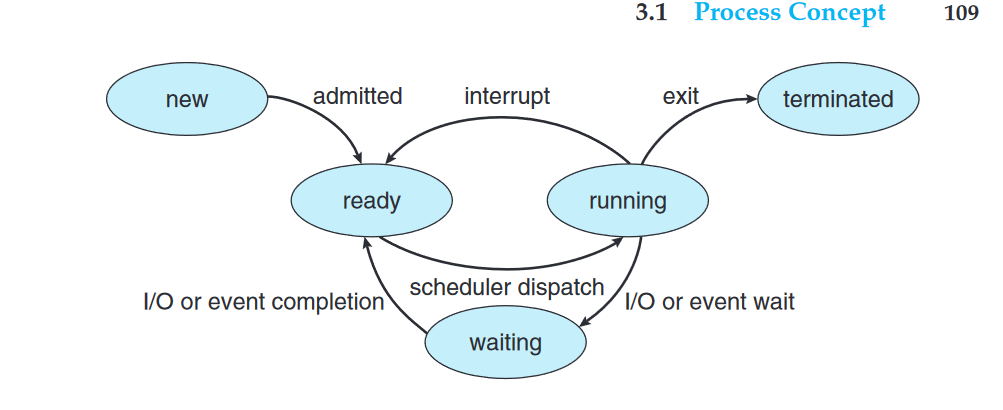 3.1 Process Concept 109
new
admitted
interrupt
exit
terminated
ready
running
I/O or event completion
scheduler dispatch
I/O or event wait
waiting